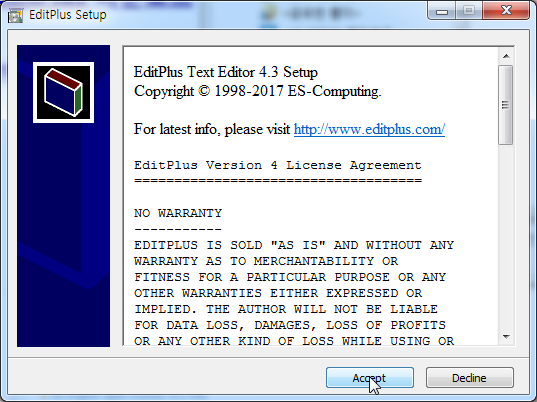 EditPlus Setup
EditPlus Text Editor 4.3 Setup
Copyright © 1998-2017 ES-Computing.
For latest info, please visit http://www.editplus.com/
EditPlus Version 4 License Agreement
====================================
NO WARRANTY
-----------
EDITPLUS IS SOLD "AS IS" AND WITHOUT ANY
WARRANTY AS TO MERCHANTABILITY OR
FITNESS FOR A PARTICULAR PURPOSE OR ANY
OTHER WARRANTIES EITHER EXPRESSED OR
IMPLIED. THE AUTHOR WILL NOT BE LIABLE
FOR DATA LOSS, DAMAGES, LOSS OF PROFITS
OR ANY OTHER KIND OF LOSS WHILE USING OR
Accept Decline